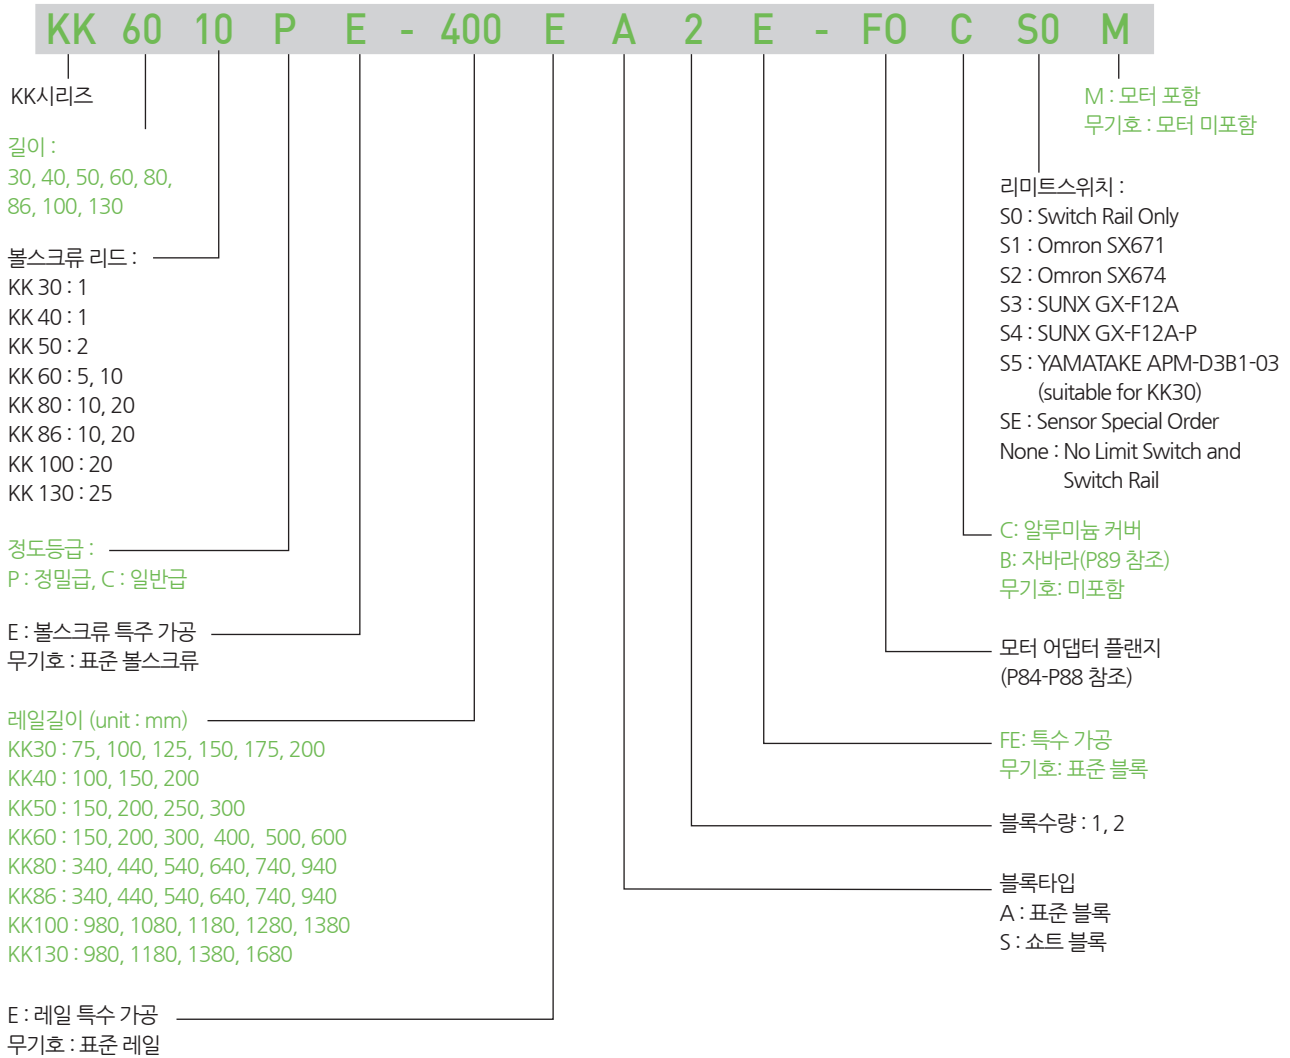 KK 60 10 P E - 400 E A 2 E - F0 C S0 M
KK시리즈
길이 :
30, 40, 50, 60, 80,
86, 100, 130
볼스크류 리드 :
KK 30 : 1
KK 40 : 1
KK 50 : 2
KK 60 : 5, 10
KK 80 : 10, 20
KK 86 : 10, 20
KK 100 : 20
KK 130 : 25
정도등급 :
P : 정밀급, C : 일반급
E : 볼스크류 특주 가공
무기호 : 표준 볼스크류
레일길이 (unit : mm)
KK30 : 75, 100, 125, 150, 175, 200
KK40 : 100, 150, 200
KK50 : 150, 200, 250, 300
KK60 : 150, 200, 300, 400, 500, 600
KK80 : 340, 440, 540, 640, 740, 940
KK86 : 340, 440, 540, 640, 740, 940
KK100 : 980, 1080, 1180, 1280, 1380
KK130 : 980, 1180, 1380, 1680
E : 레일 특수 가공
무기호 : 표준 레일
M : 모터 포함
무기호 : 모터 미포함
리미트스위치 :
S0 : Switch Rail Only
S1 : Omron SX671
S2 : Omron SX674
S3 : SUNX GX-F12A
S4 : SUNX GX-F12A-P
S5 : YAMATAKE APM-D3B1-03
(suitable for KK30)
SE : Sensor Special Order
None : No Limit Switch and
Switch Rail
C: 알루미늄 커버
B: 자바라(P89 참조)
무기호: 미포함
모터 어댑터 플랜지
(P84-P88 참조)
FE: 특수 가공
무기호: 표준 블록
블록수량 : 1, 2
블록타입
A : 표준 블록
S : 쇼트 블록